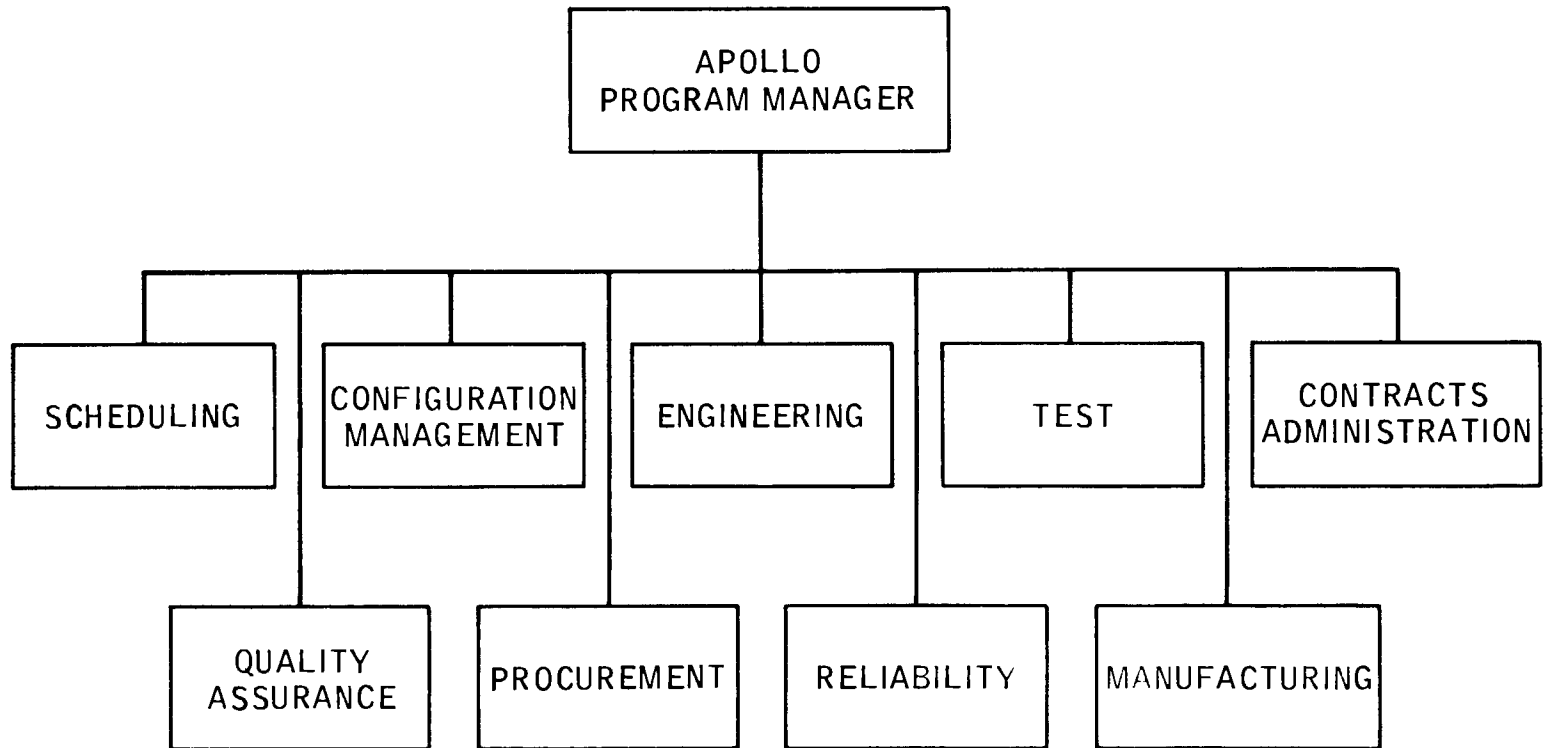 APOLLO
PROGRAM MANAGER
SCHEDULING
CONFIGURATION
MANAGEMENT
ENGINEERING
TEST
CONTRACTS
ADMINISTRATION
QUALITY
ASSURANCE
PROCUREMENT
RELIABILITY
MANUFACTURING